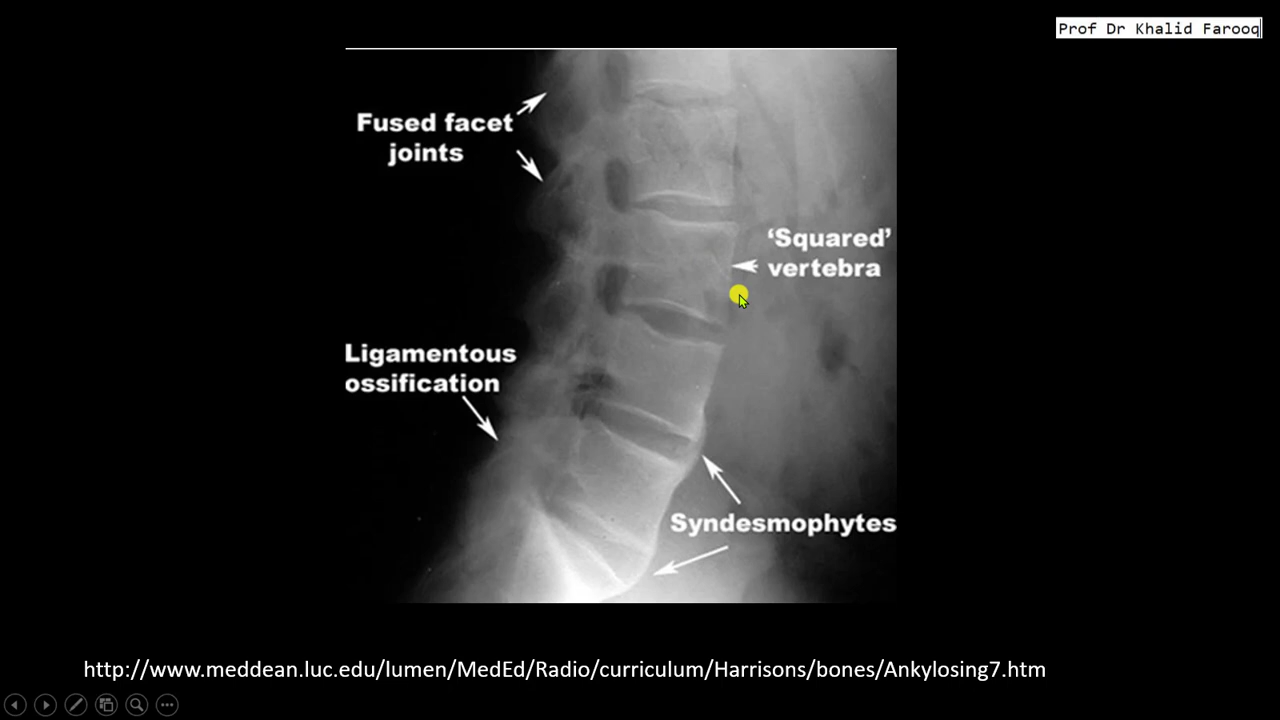 Prof Dr Khalid Farooq
Fused facet
joints
‘Squared’
vertebra
Ligamentous
ossification
Syndesmophytes
http://www.meddean.luc.edu/lumen/MedEd/Radio/curriculum/Harrisons/bones/Ankylosing7.htm